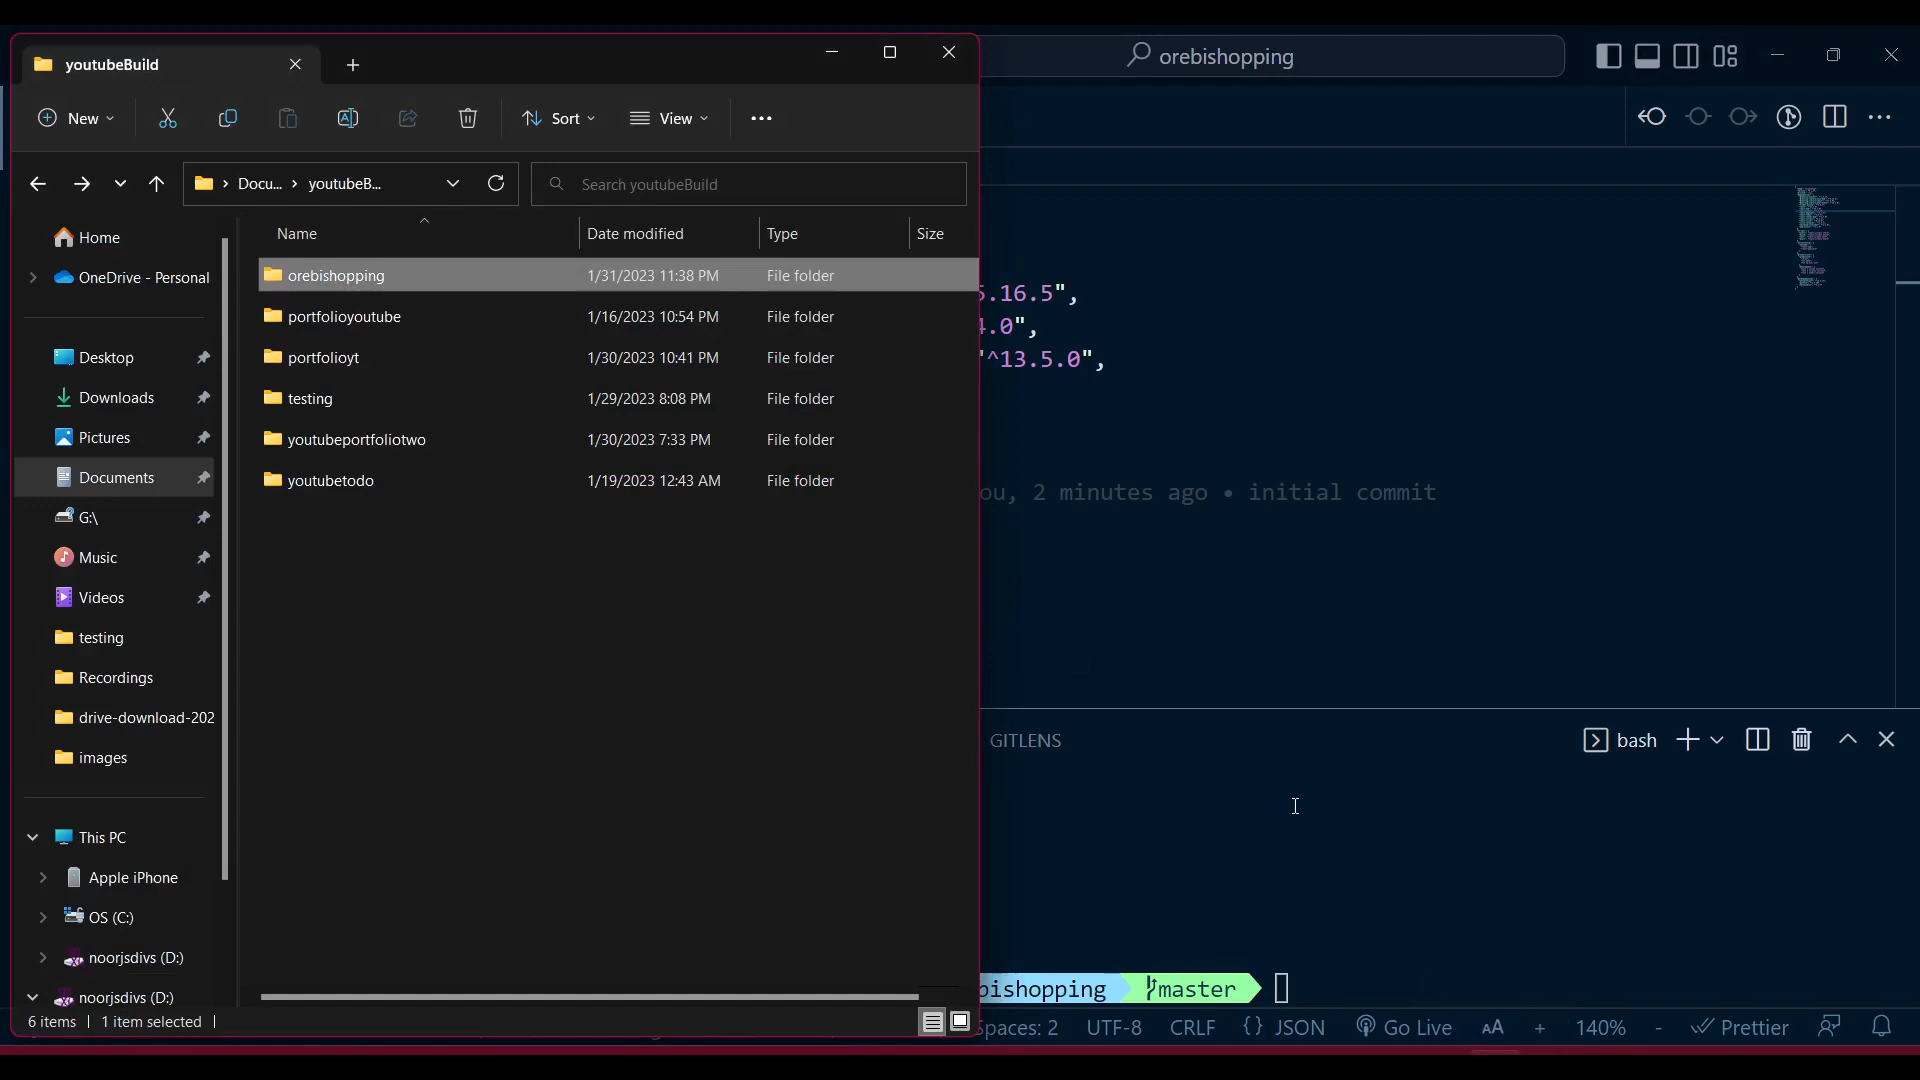 youtubeBuild
orebishopping
New
Sort
View
Docu...
youtubeB...
Search youtubeBuild
Home
OneDrive - Personal
Desktop
Downloads
Pictures
Documents
G:\
Music
Videos
testing
Recordings
drive-download-202
images
This PC
Apple iPhone
OS (C:)
noorjsdivs (D:)
noorjsdivs (D:)
Name Date modified Type Size
orebishopping 1/31/2023 11:38 PM File folder
portfolioyoutube 1/16/2023 10:54 PM File folder
portfolioyt 1/30/2023 10:41 PM File folder
testing 1/29/2023 8:08 PM File folder
youtubeportfoliotwo 1/30/2023 7:33 PM File folder
youtubetodo 1/19/2023 12:43 AM File folder
6 items 1 item selected
.16.5",
.0",
"^13.5.0",
ou, 2 minutes ago • initial commit
GITLENS
bash
bishopping master
Spaces: 2 UTF-8 CRLF {} JSON Go Live AA + 140% - Prettier